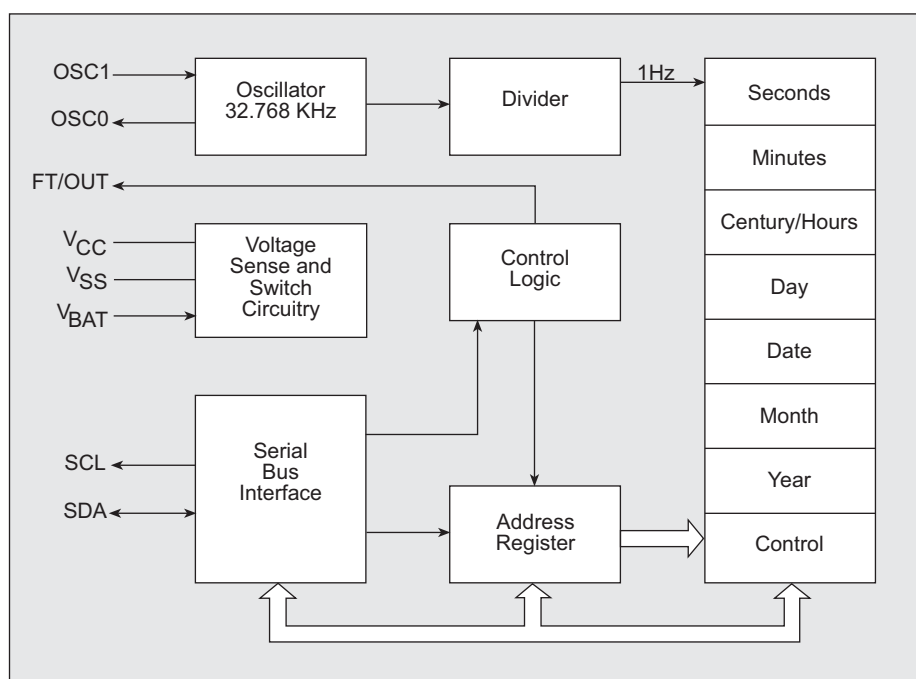 OSC1
OSC0
Oscillator
32.768 KHz
Divider
1Hz
FT/OUT
VCC
VSS
VBAT
Voltage
Sense and
Switch
Circuitry
Control
Logic
SCL
SDA
Serial
Bus
Interface
Address
Register
Seconds
Minutes
Century/Hours
Day
Date
Month
Year
Control